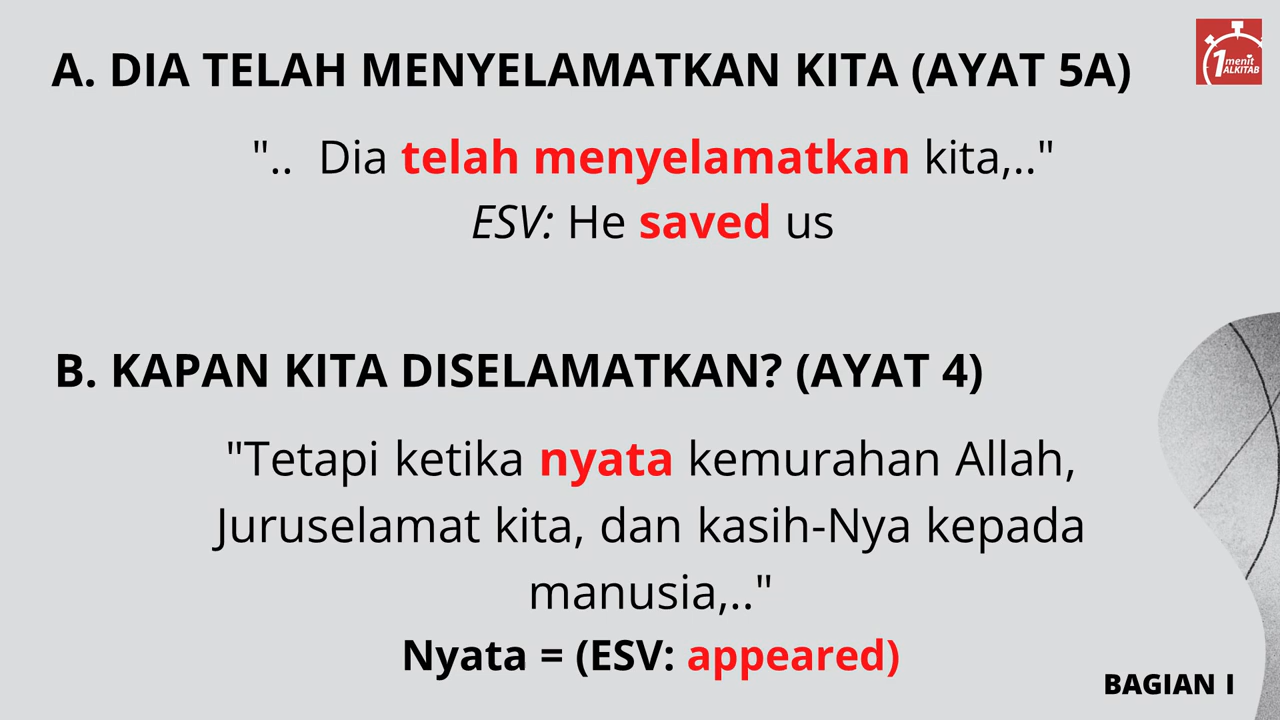 A. DIA TELAH MENYELAMATKAN KITA (AYAT 5A)
1 menit
ALKITAB
".. Dia telah menyelamatkan kita,.."
ESV: He saved us
B. KAPAN KITA DISELAMATKAN? (AYAT 4)
"Tetapi ketika nyata kemurahan Allah,
Juruselamat kita, dan kasih-Nya kepada
manusia,.."
Nyata = (ESV: appeared)
BAGIAN I